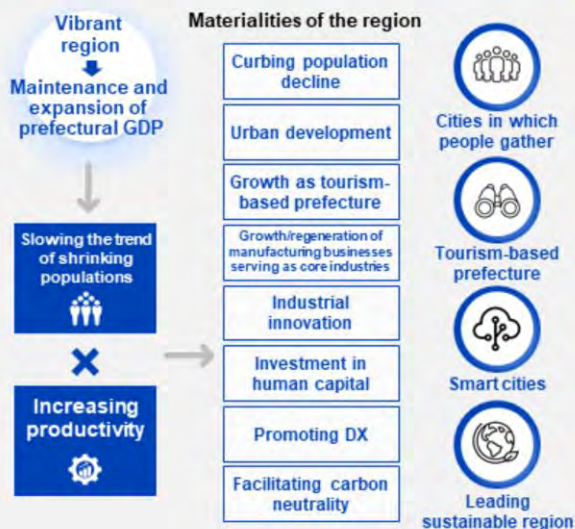 Vibrant
region
Maintenance and
expansion of
prefectural GDP
Slowing the trend
of shrinking
populations
Increasing
productivity
Materialities of the region
Curbing population
decline
Urban development
Growth as tourism-
based prefecture
Growth/regeneration of
manufacturing businesses
serving as core industries
Industrial
innovation
Investment in
human capital
Promoting DX
Facilitating carbon
neutrality
Cities in which
people gather
Tourism-based
prefecture
Smart cities
Leading
sustainable region